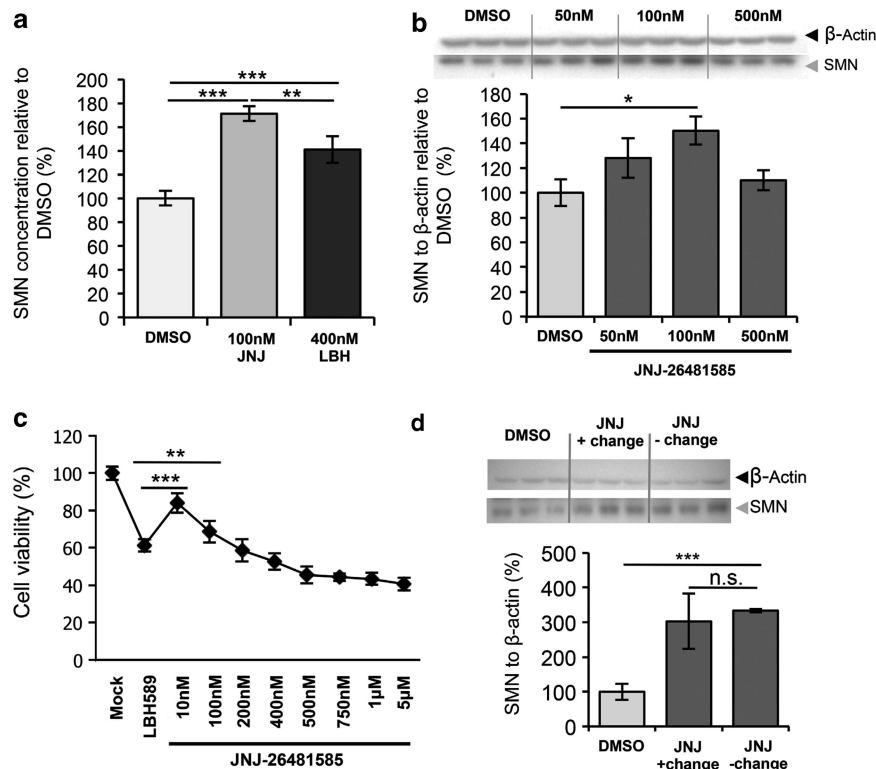 a
SMN concentration relative to
DMSO (%)
200
180
160
140
120
100
80
60
40
20
0
***
***
**
DMSO
100nM
JNJ
400nM
LBH
b
DMSO 50nM 100nM 500nM
β-Actin
SMN
SMN to β-actin relative to
DMSO (%)
180
160
140
120
100
80
60
40
20
0
*
DMSO 50nM 100nM 500nM
JNJ-26481585
c
Cell viability (%)
120
100
80
60
40
20
0
**
***
Mock
LBH589
10nM
100nM
200nM
400nM
500nM
750nM
1µM
5µM
JNJ-26481585
d
DMSO
JNJ
+ change
JNJ
- change
β-Actin
SMN
SMN to β-actin (%)
500
400
300
200
100
0
***
n.s.
DMSO
JNJ
+change
JNJ
-change